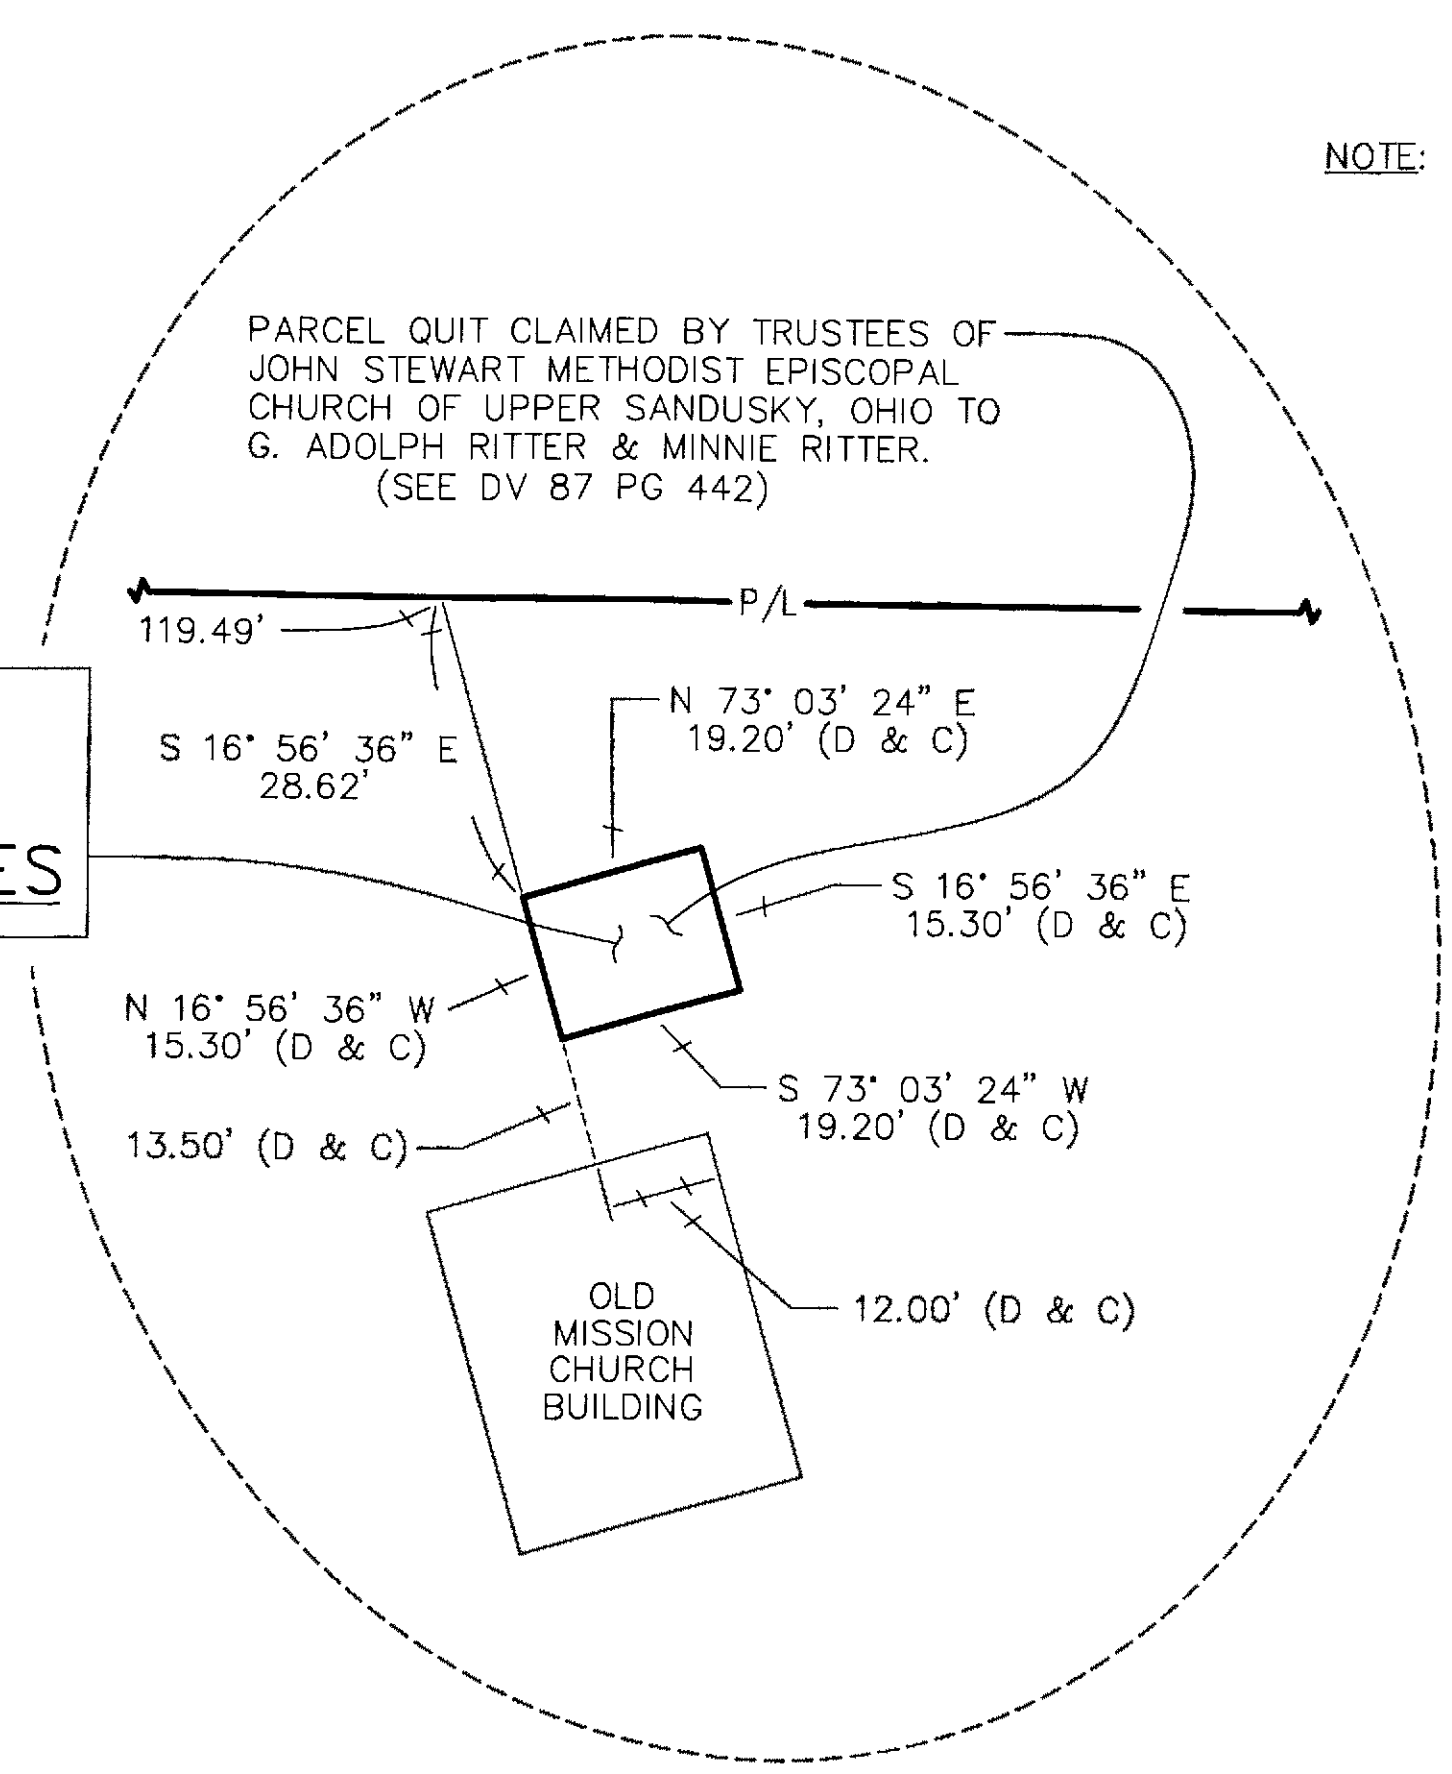 NOTE:
PARCEL QUIT CLAIMED BY TRUSTEES OF
JOHN STEWART METHODIST EPISCOPAL
CHURCH OF UPPER SANDUSKY, OHIO TO
G. ADOLPH RITTER & MINNIE RITTER.
(SEE DV 87 PG 442)
P/L
119.49'
N 73° 03' 24" E
19.20' (D & C)
S 16° 56' 36" E
28.62'
ES
S 16° 56' 36" E
15.30' (D & C)
N 16° 56' 36" W
15.30' (D & C)
S 73° 03' 24" W
19.20' (D & C)
13.50' (D & C)
12.00' (D & C)
OLD
MISSION
CHURCH
BUILDING